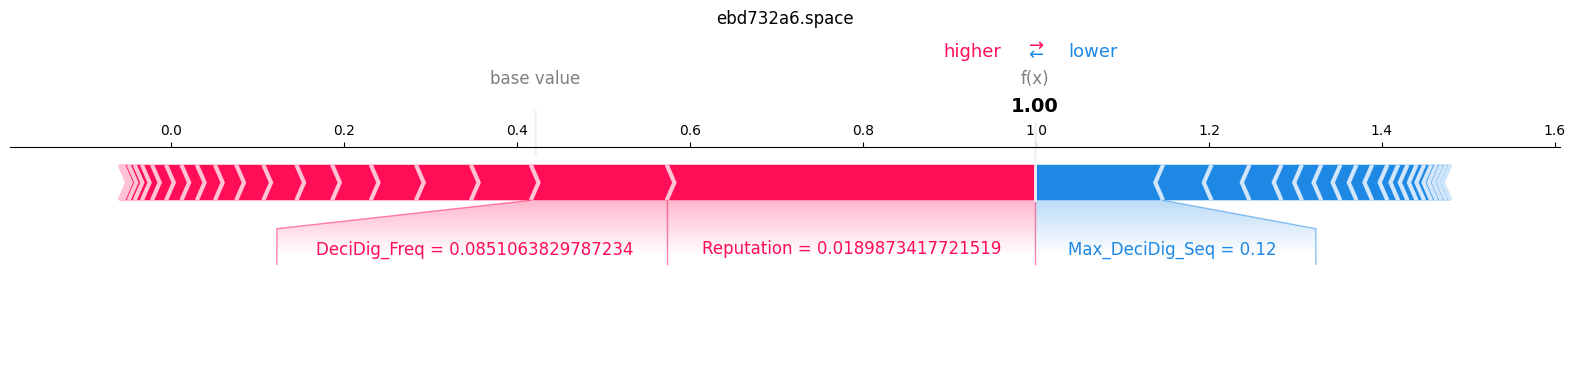 ebd732a6.space
higher ⇄ lower
base value f(x)
1.00
0.0 0.2 0.4 0.6 0.8 1.0 1.2 1.4 1.6
DeciDig_Freq = 0.0851063829787234 Reputation = 0.0189873417721519 Max_DeciDig_Seq = 0.12